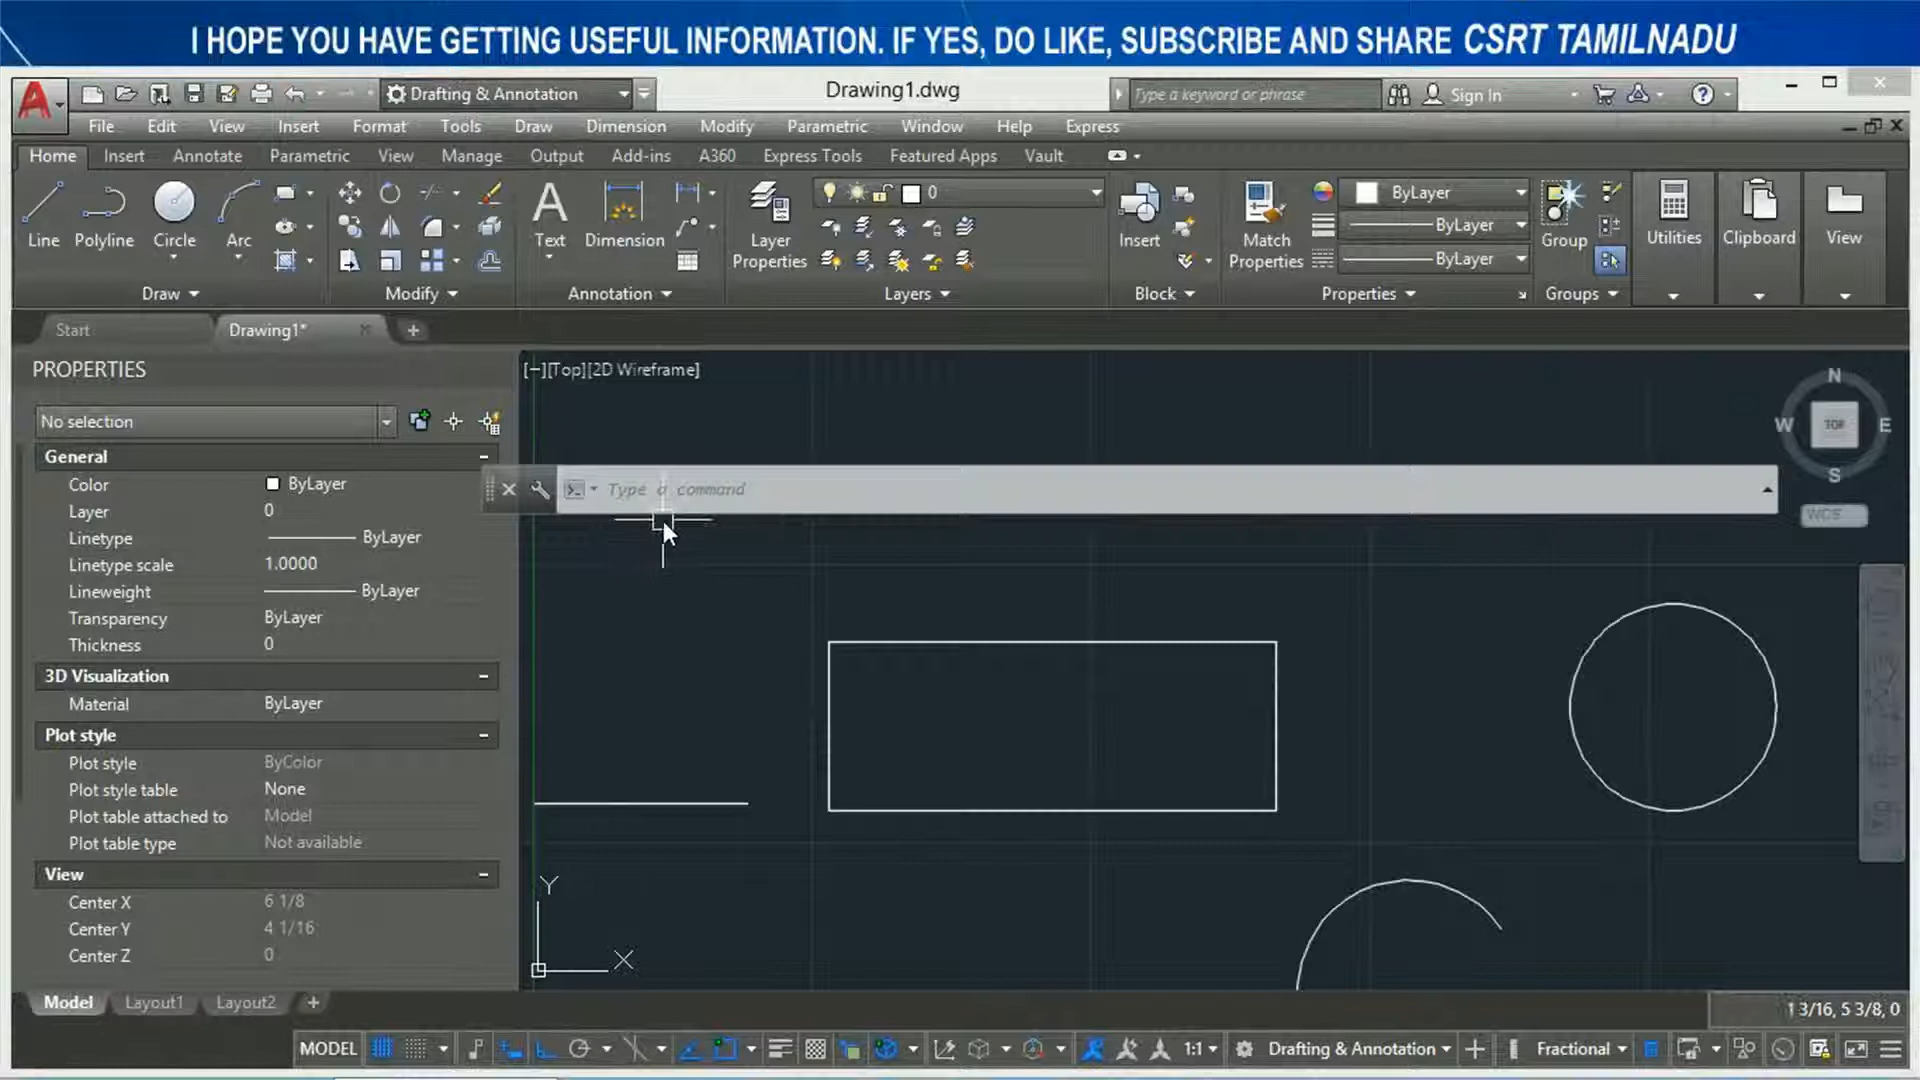 I HOPE YOU HAVE GETTING USEFUL INFORMATION. IF YES, DO LIKE, SUBSCRIBE AND SHARE CSRT TAMILNADU
Drafting & Annotation
Drawing1.dwg
Type a keyword or phrase
Sign In
File Edit View Insert Format Tools Draw Dimension Modify Parametric Window Help Express
Home Insert Annotate Parametric View Manage Output Add-ins A360 Express Tools Featured Apps Vault
0
ByLayer
Line Polyline Circle Arc
Text Dimension
Layer Properties
Insert
Match Properties
ByLayer
ByLayer
Group
Utilities
Clipboard
View
Draw Modify Annotation Layers Block Properties Groups
Start Drawing1*
PROPERTIES
[–][Top][2D Wireframe]
No selection
General
Color ByLayer
Layer 0
Linetype ByLayer
Linetype scale 1.0000
Lineweight ByLayer
Transparency ByLayer
Thickness 0
3D Visualization
Material ByLayer
Plot style
Plot style ByColor
Plot style table None
Plot table attached to Model
Plot table type Not available
View
Center X 6 1/8
Center Y 4 1/16
Center Z 0
Type a command
N
W TOP E
S
WCS
Y
X
Model Layout1 Layout2
1 3/16, 5 3/8, 0
MODEL
1:1
Drafting & Annotation
Fractional